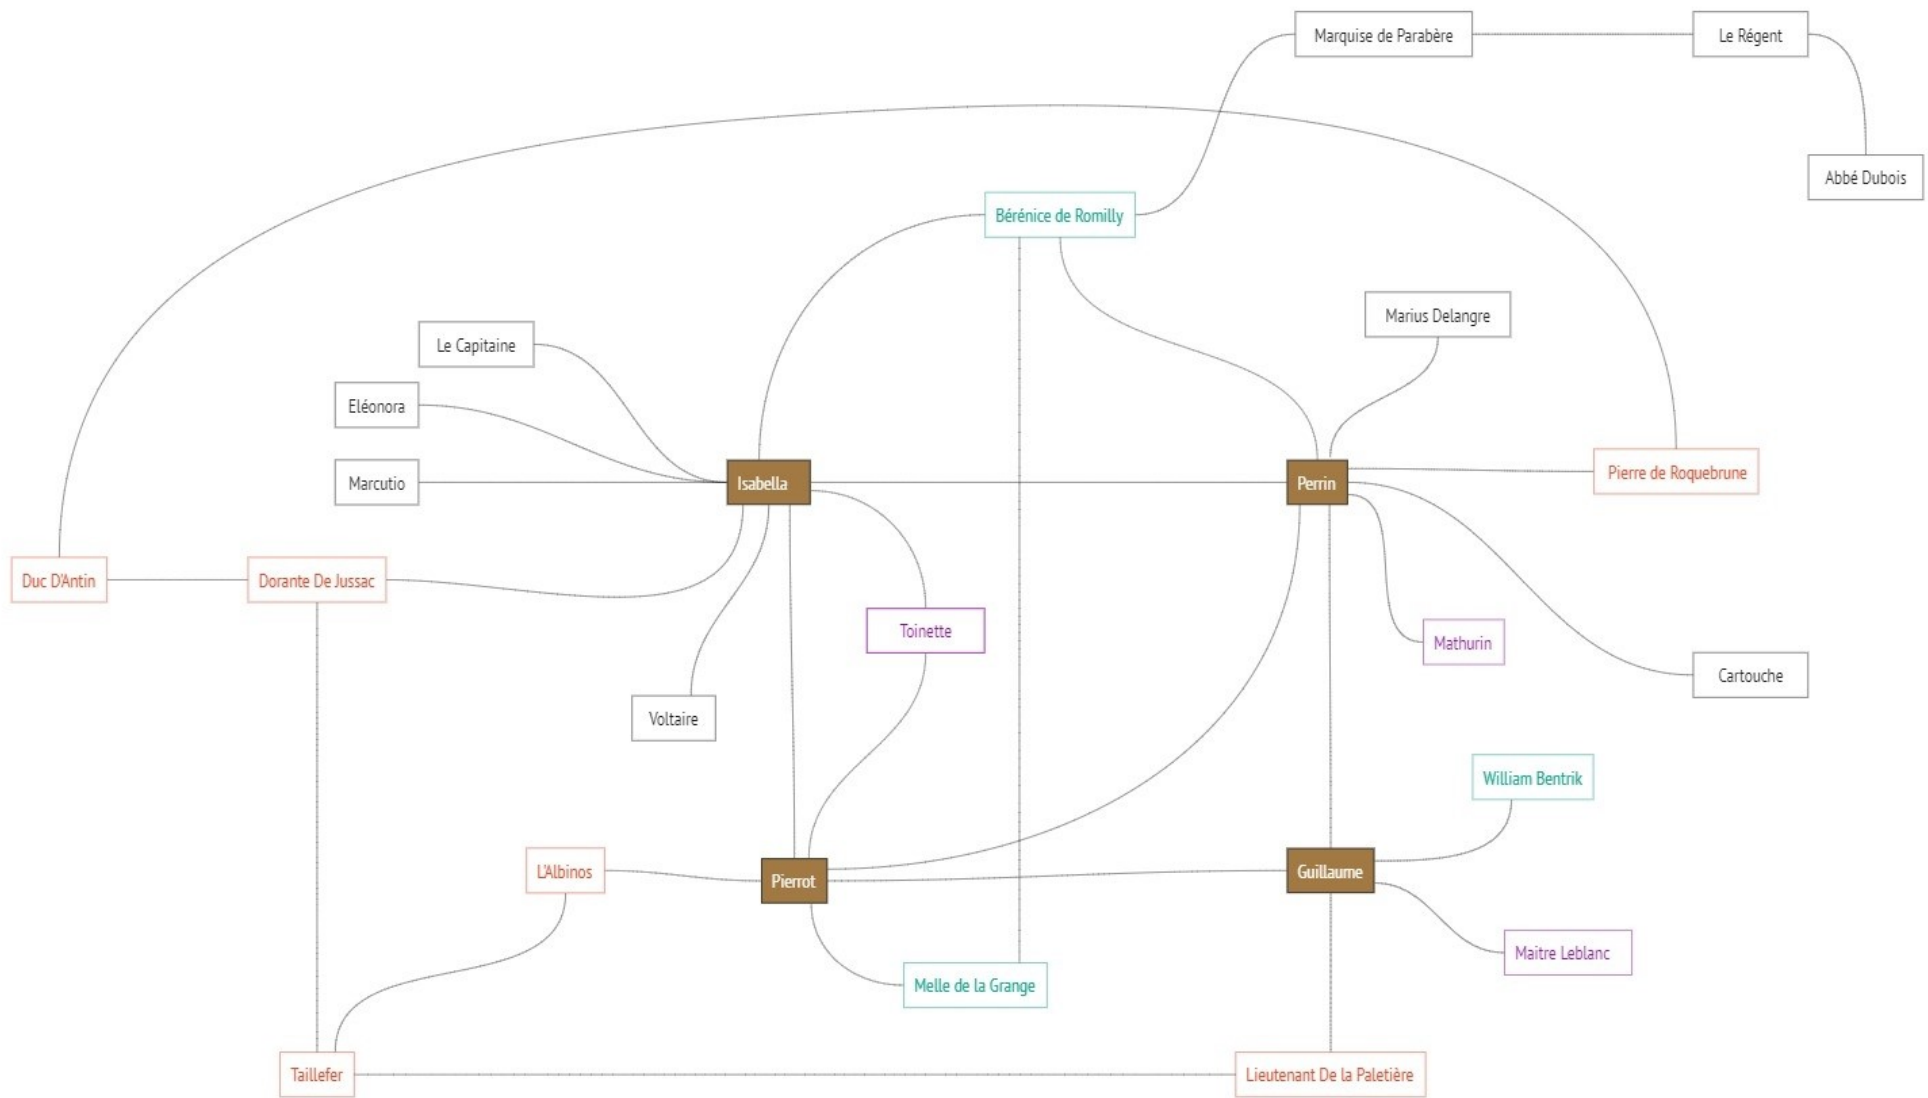 Marquise de Parabère
Le Régent
Abbé Dubois
Bérénice de Romilly
Marius Delangre
Le Capitaine
Eléonora
Marcutio
Isabella
Perrin
Pierre de Roquebrune
Duc D'Antin
Dorante De Jussac
Toinette
Mathurin
Cartouche
Voltaire
William Bentrik
L'Albinos
Pierrot
Guillaume
Maitre Leblanc
Melle de la Grange
Taillefer
Lieutenant De la Paletière